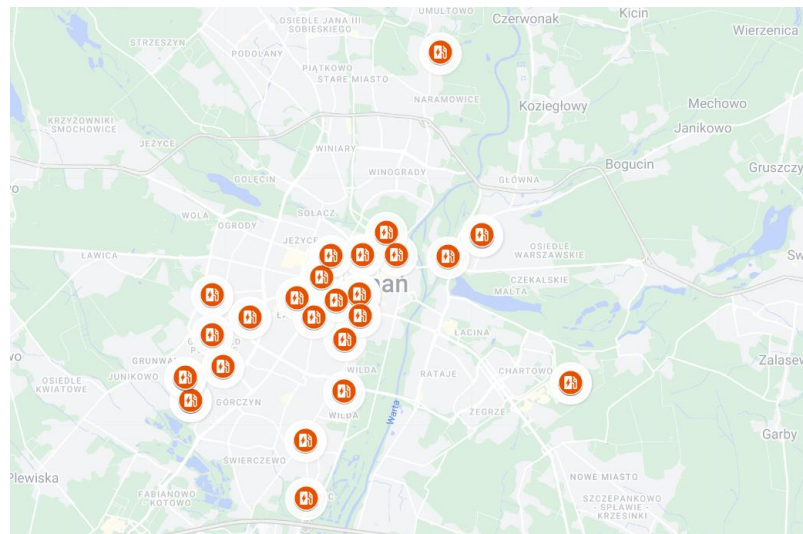 UMULTOWO
Kicin
Czerwonak
OSIEDLE JANA III
SOBIESKIEGO
Wierzenica
STRZESZYN
PODOLANY
PIĄTKOWO
STARE MIASTO
NARAMOWICE
Koziegłowy
Mechowo
Janikowo
KRZYŻOWNIKI
SMOCHOWICE
JEŻYCE
WINIARY
Bogucin
GOLĘCIN
WINOGRADY
GŁÓWNA
Gruszczy
WOLA
SOŁACZ
OGRODY
JEŻYCE
OSIEDLE
WARSZAWSKIE
ŁAWICA
CZEKALSKIE
MALTA
ań
ŁACINA
GRUNWA
JUNIKOWO
OSIEDLE
KWIATOWE
WILDA
RATAJE
CHARTOWO
Zalasew
GÓRCZYN
WILDA
Warta
ZEGRZE
Garby
ŚWIERCZEWO
Plewiska
NOWE MIASTO
FABIANOWO
KOTOWO
SZCZEPANKOWO
- SPŁAWIE -
KRZESINKI